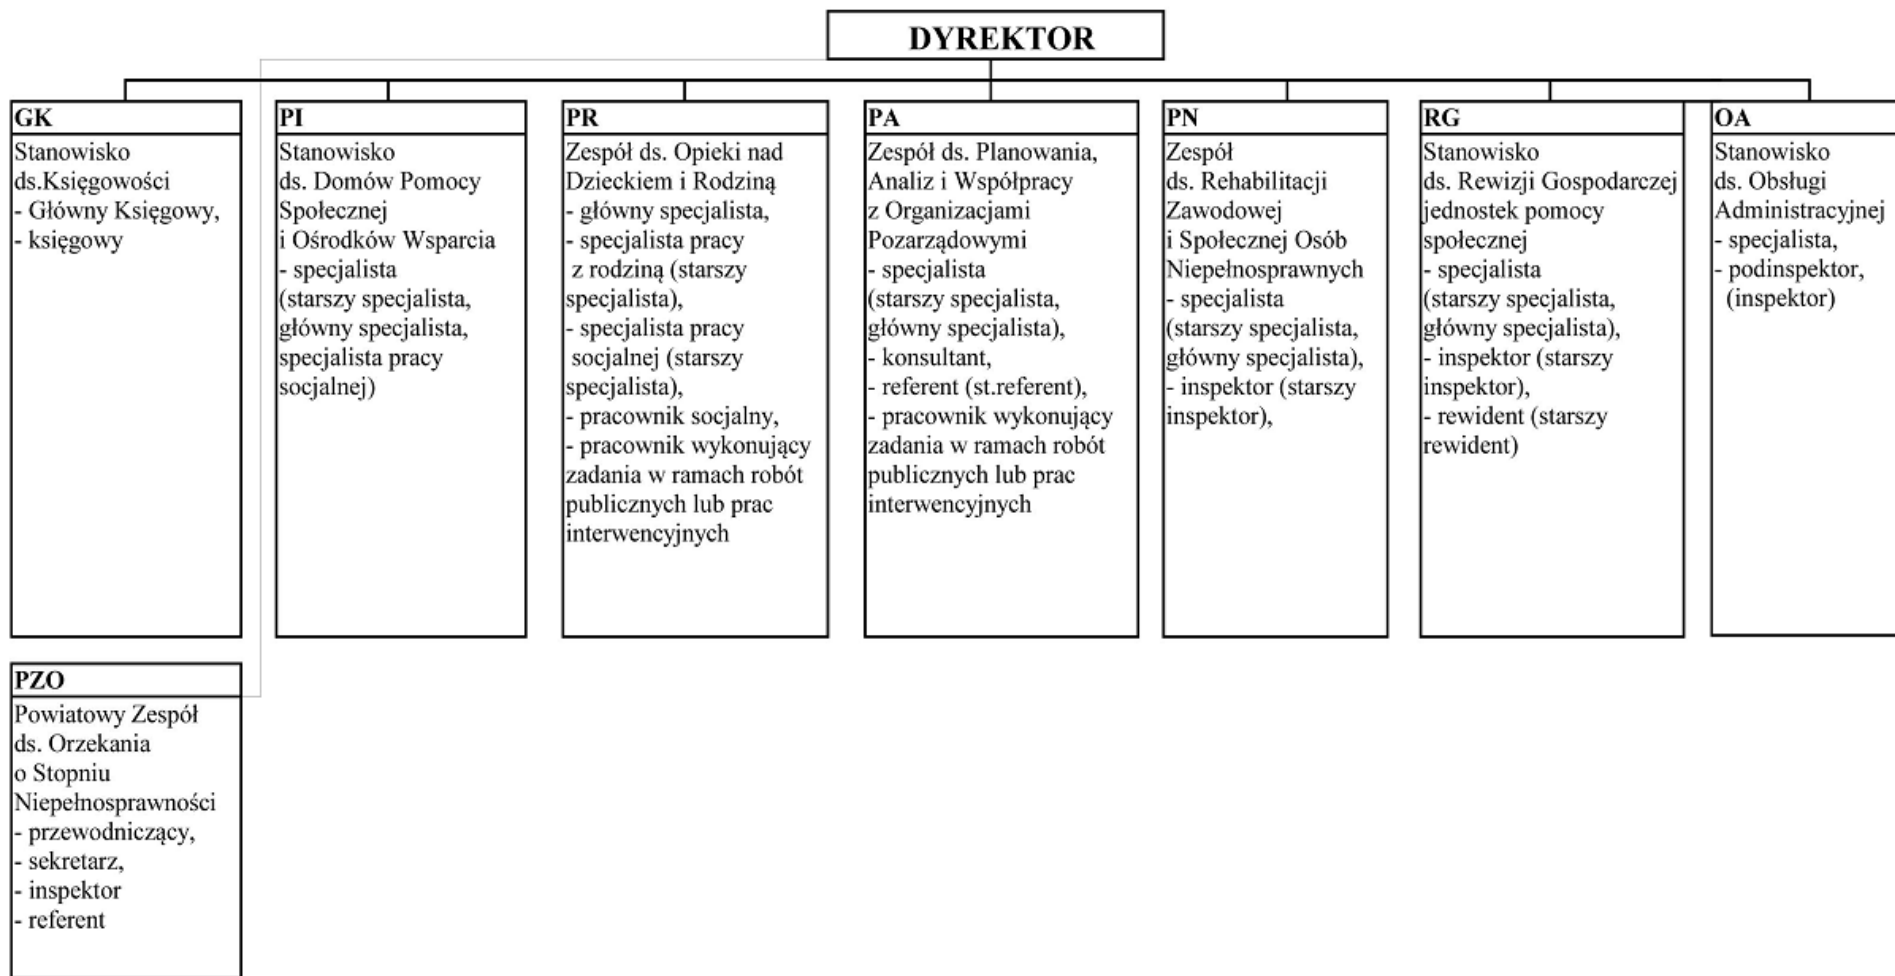 DYREKTOR
GK
Stanowisko
ds.Księgowości
- Główny Księgowy,
- księgowy
PI
Stanowisko
ds. Domów Pomocy
Społecznej
i Ośrodków Wsparcia
- specjalista
(starszy specjalista,
główny specjalista,
specjalista pracy
socjalnej)
PR
Zespół ds. Opieki nad
Dzieckiem i Rodziną
- główny specjalista,
- specjalista pracy
z rodziną (starszy
specjalista),
- specjalista pracy
socjalnej (starszy
specjalista),
- pracownik socjalny,
- pracownik wykonujący
zadania w ramach robót
publicznych lub prac
interwencyjnych
PA
Zespół ds. Planowania,
Analiz i Współpracy
z Organizacjami
Pozarządowymi
- specjalista
(starszy specjalista,
główny specjalista),
- konsultant,
- referent (st.referent),
- pracownik wykonujący
zadania w ramach robót
publicznych lub prac
interwencyjnych
PN
Zespół
ds. Rehabilitacji
Zawodowej
i Społecznej Osób
Niepełnosprawnych
- specjalista
(starszy specjalista,
główny specjalista),
- inspektor (starszy
inspektor),
RG
Stanowisko
ds. Rewizji Gospodarczej
jednostek pomocy
społecznej
- specjalista
(starszy specjalista,
główny specjalista),
- inspektor (starszy
inspektor),
- rewident (starszy
rewident)
OA
Stanowisko
ds. Obsługi
Administracyjnej
- specjalista,
- podinspektor,
(inspektor)
PZO
Powiatowy Zespół
ds. Orzekania
o Stopniu
Niepełnosprawności
- przewodniczący,
- sekretarz,
- inspektor
- referent